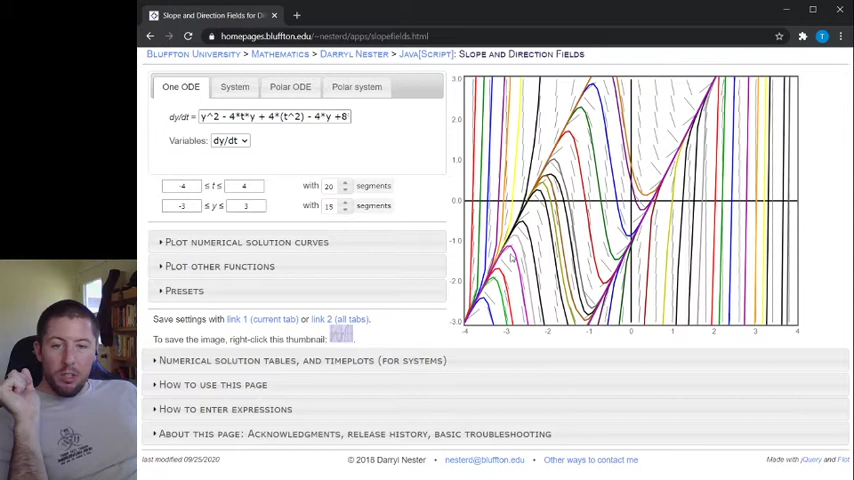 Slope and Direction Fields for D
homepages.bluffton.edu/~nesterd/apps/slopefields.html
T
BLUFFTON UNIVERSITY > MATHEMATICS > DARRYL NESTER > JAVA[SCRIPT]: SLOPE AND DIRECTION FIELDS
One ODE System Polar ODE Polar system
dy/dt = y^2 - 4*t*y + 4*(t^2) - 4*y +8
Variables: dy/dt
-4 ≤ t ≤ 4 with 20 segments
-3 ≤ y ≤ 3 with 15 segments
PLOT NUMERICAL SOLUTION CURVES
PLOT OTHER FUNCTIONS
PRESETS
Save settings with link 1 (current tab) or link 2 (all tabs).
To save the image, right-click this thumbnail: .
3.0
2.0
1.0
0.0
-1.0
-2.0
-3.0
-4 -3 -2 -1 0 1 2 3 4
NUMERICAL SOLUTION TABLES, AND TIMEPLOTS (FOR SYSTEMS)
HOW TO USE THIS PAGE
HOW TO ENTER EXPRESSIONS
ABOUT THIS PAGE: ACKNOWLEDGMENTS, RELEASE HISTORY, BASIC TROUBLESHOOTING
last modified 09/25/2020 © 2018 Darryl Nester • nesterd@bluffton.edu • Other ways to contact me Made with jQuery and Flot